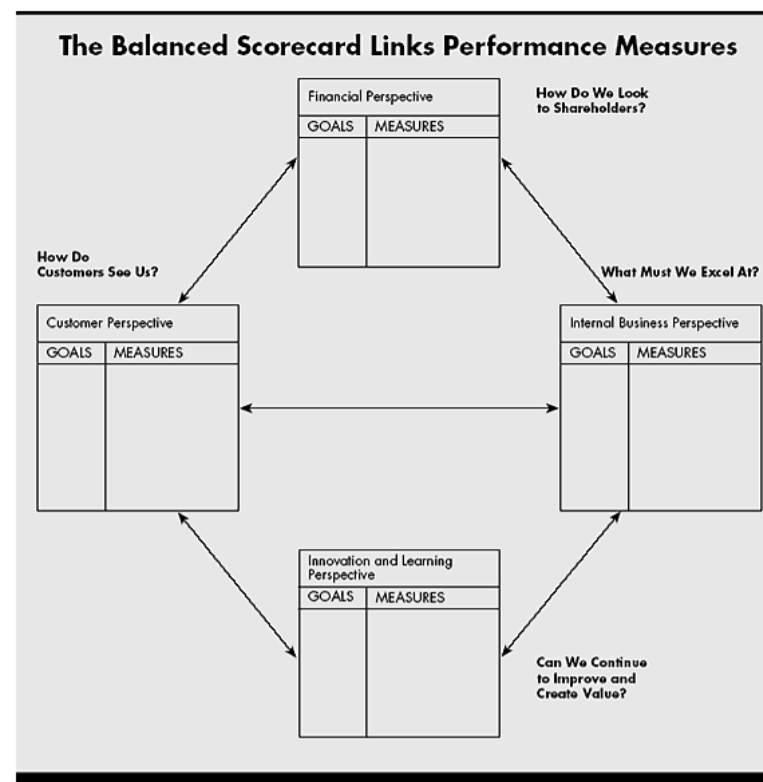 The Balanced Scorecard Links Performance Measures
Financial Perspective
GOALS MEASURES
How Do We Look
to Shareholders?
How Do
Customers See Us?
What Must We Excel At?
Customer Perspective
GOALS MEASURES
Internal Business Perspective
GOALS MEASURES
Innovation and Learning
Perspective
GOALS MEASURES
Can We Continue
to Improve and
Create Value?